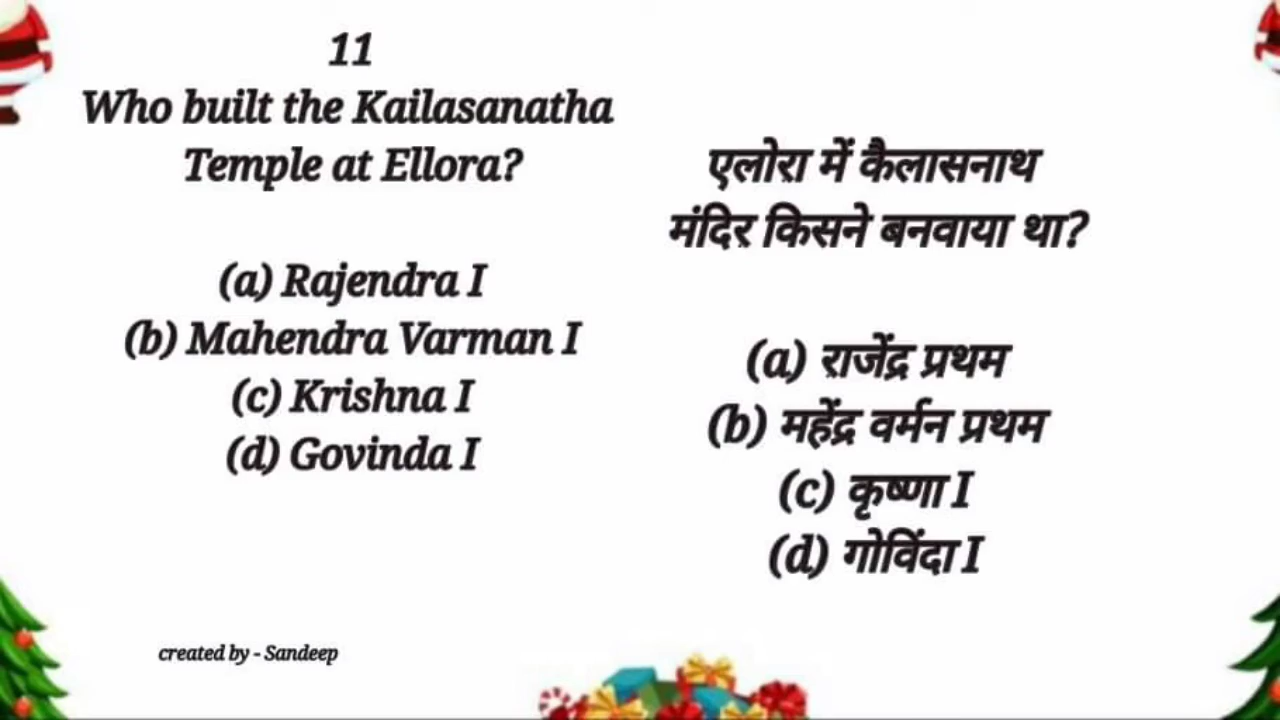 11
Who built the Kailasanatha
Temple at Ellora?
(a) Rajendra I
(b) Mahendra Varman I
(c) Krishna I
(d) Govinda I
एलोरा में कैलासनाथ
मंदिर किसने बनवाया था?
(a) राजेंद्र प्रथम
(b) महेंद्र वर्मन प्रथम
(c) कृष्णा I
(d) गोविंदा I
created by - Sandeep